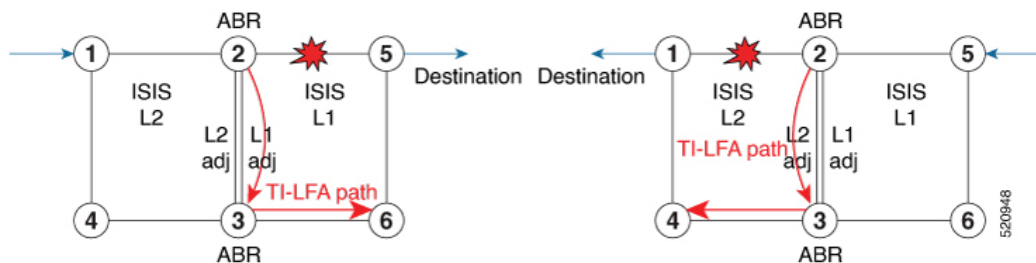 ABR
1
2
5
Destination
ISIS
L2
ISIS
L1
L2
adj
L1
adj
TI-LFA path
4
3
6
ABR
ABR
1
2
5
Destination
ISIS
L2
ISIS
L1
L2
adj
L1
adj
TI-LFA path
4
3
6
ABR
520948